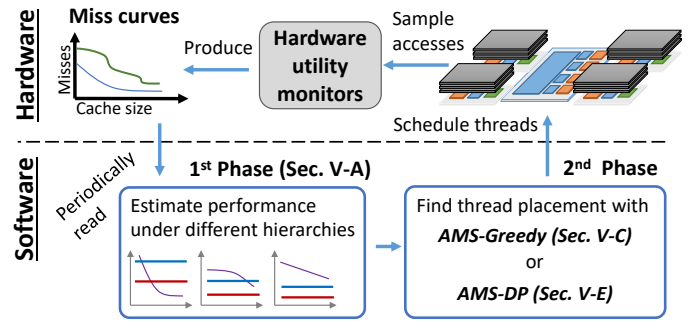 Hardware
Miss curves
Misses
Cache size
Produce
Hardware
utility
monitors
Sample
accesses
Schedule threads
Software
Periodically
read
1st Phase (Sec. V-A)
Estimate performance
under different hierarchies
2nd Phase
Find thread placement with
AMS-Greedy (Sec. V-C)
or
AMS-DP (Sec. V-E)